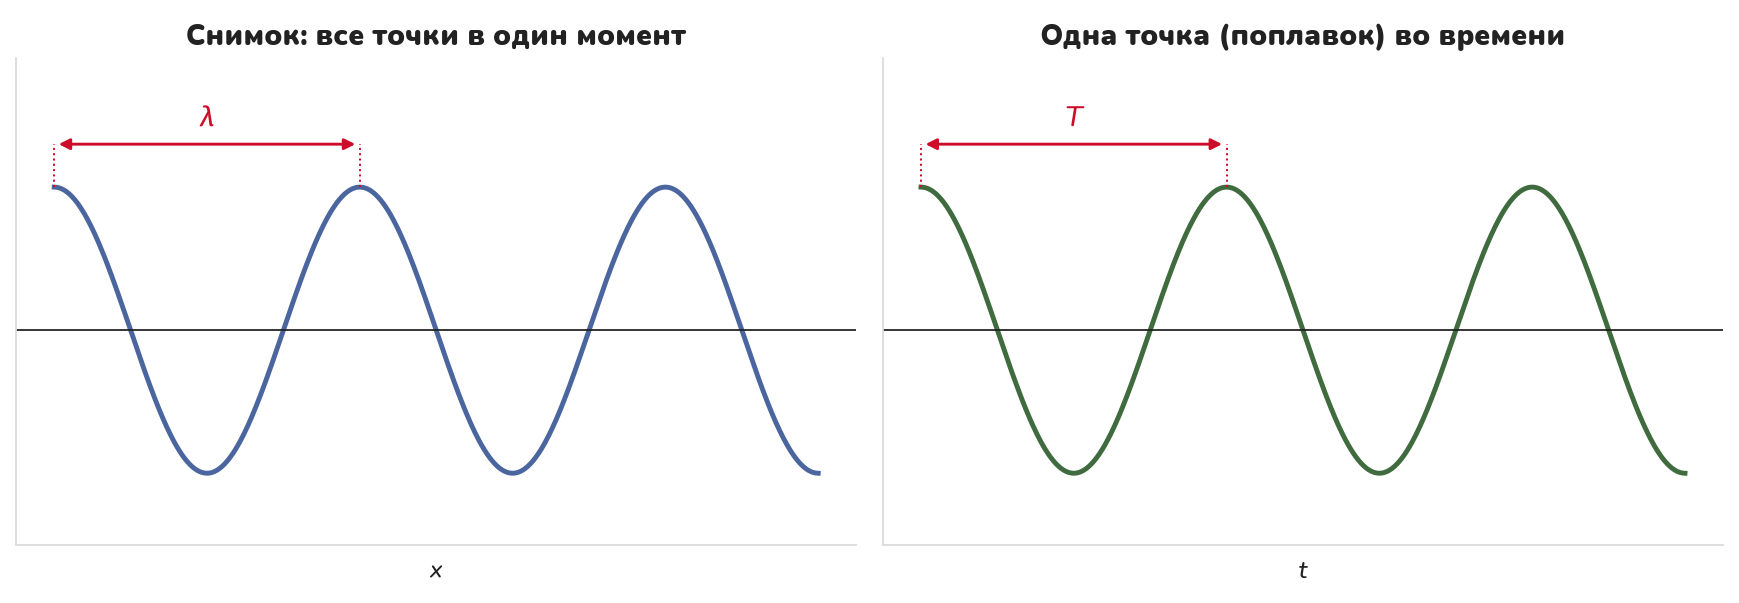 Снимок: все точки в один момент
λ
x
Одна точка (поплавок) во времени
T
t